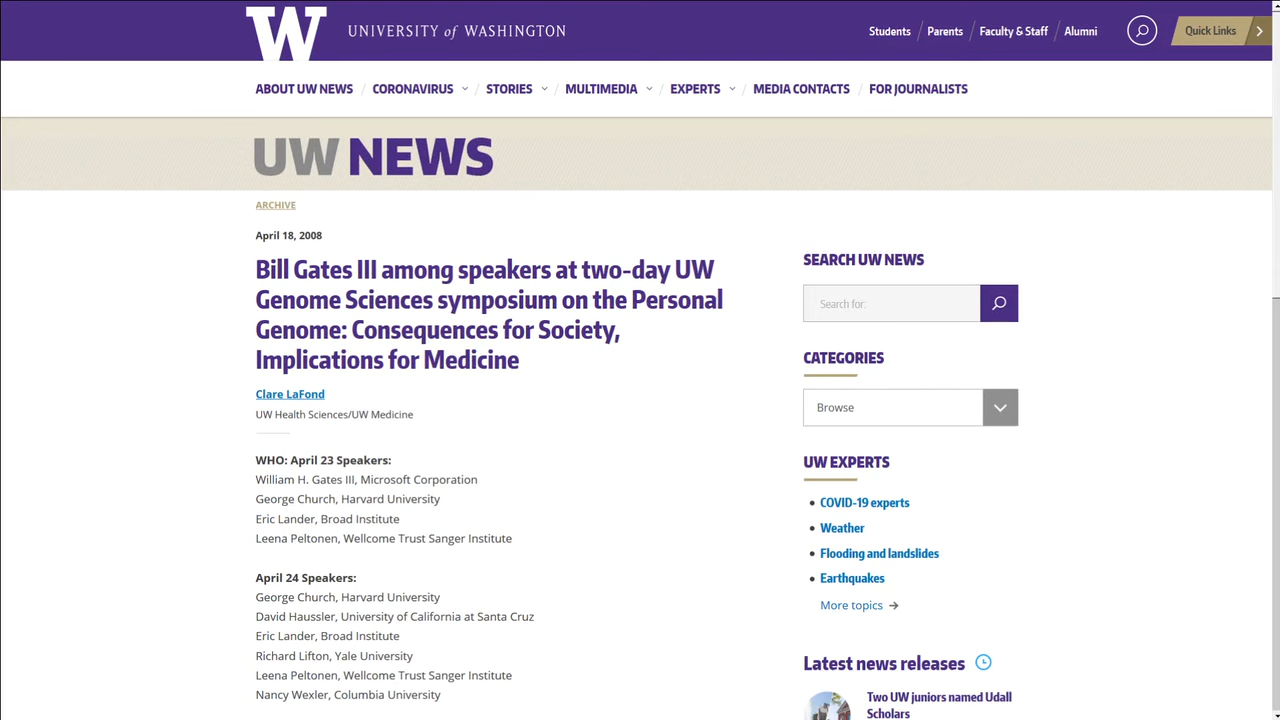 W UNIVERSITY of WASHINGTON
Students
Parents
Faculty & Staff
Alumni
Quick Links
ABOUT UW NEWS
CORONAVIRUS
STORIES
MULTIMEDIA
EXPERTS
MEDIA CONTACTS
FOR JOURNALISTS
UW NEWS
ARCHIVE
April 18, 2008
Bill Gates III among speakers at two-day UW
Genome Sciences symposium on the Personal
Genome: Consequences for Society,
Implications for Medicine
Clare LaFond
UW Health Sciences/UW Medicine
WHO: April 23 Speakers:
William H. Gates III, Microsoft Corporation
George Church, Harvard University
Eric Lander, Broad Institute
Leena Peltonen, Wellcome Trust Sanger Institute
April 24 Speakers:
George Church, Harvard University
David Haussler, University of California at Santa Cruz
Eric Lander, Broad Institute
Richard Lifton, Yale University
Leena Peltonen, Wellcome Trust Sanger Institute
Nancy Wexler, Columbia University
SEARCH UW NEWS
Search for:
CATEGORIES
Browse
UW EXPERTS
COVID-19 experts
Weather
Flooding and landslides
Earthquakes
More topics
Latest news releases
Two UW juniors named Udall
Scholars